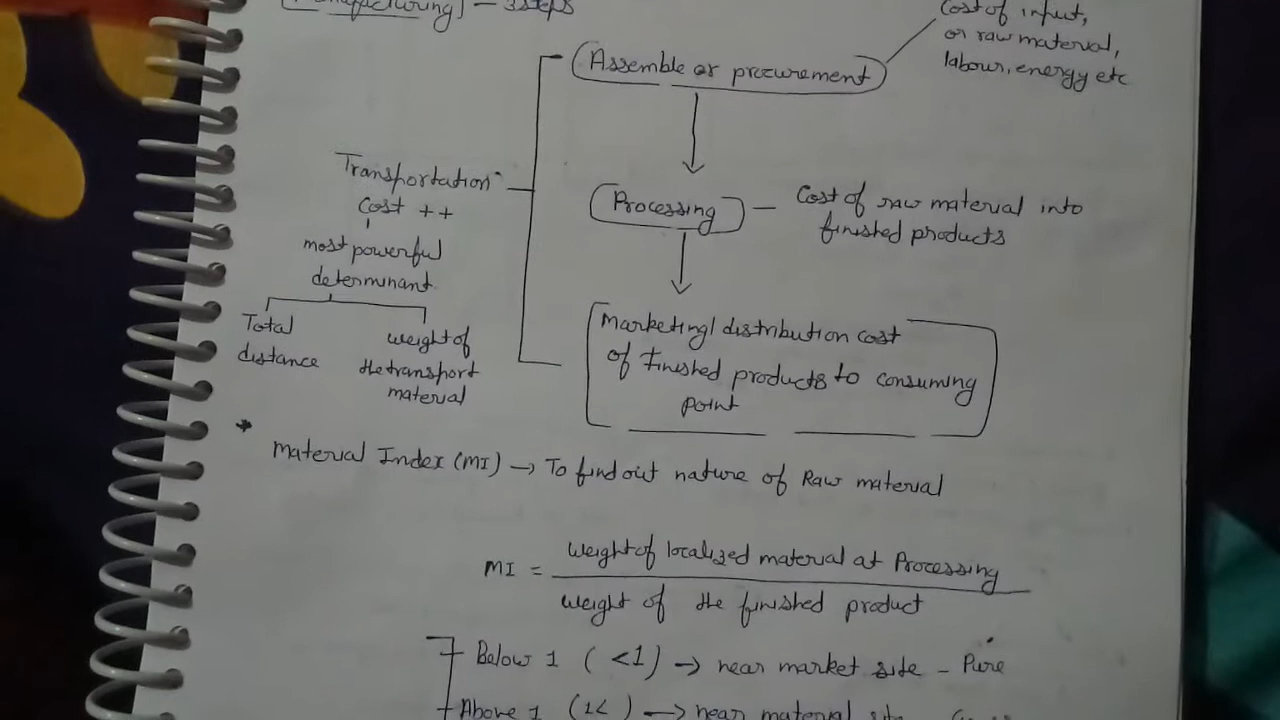 Manufacturing) - 3 steps
Cost of input,
or raw material,
labour, energy etc
Assemble or procurement
Transportation
Cost ++
most powerful
determinant
Total
distance
weight of
the transport
material
Processing - Cost of raw material into
finished products
Marketing/distribution cost
of finished products to consuming
point
* Material Index (MI) → To find out nature of Raw material
MI = weight of localized material at Processing
weight of the finished product
Below 1 ( <1) → near market site - Pure
Above 1 (1< ) → near material